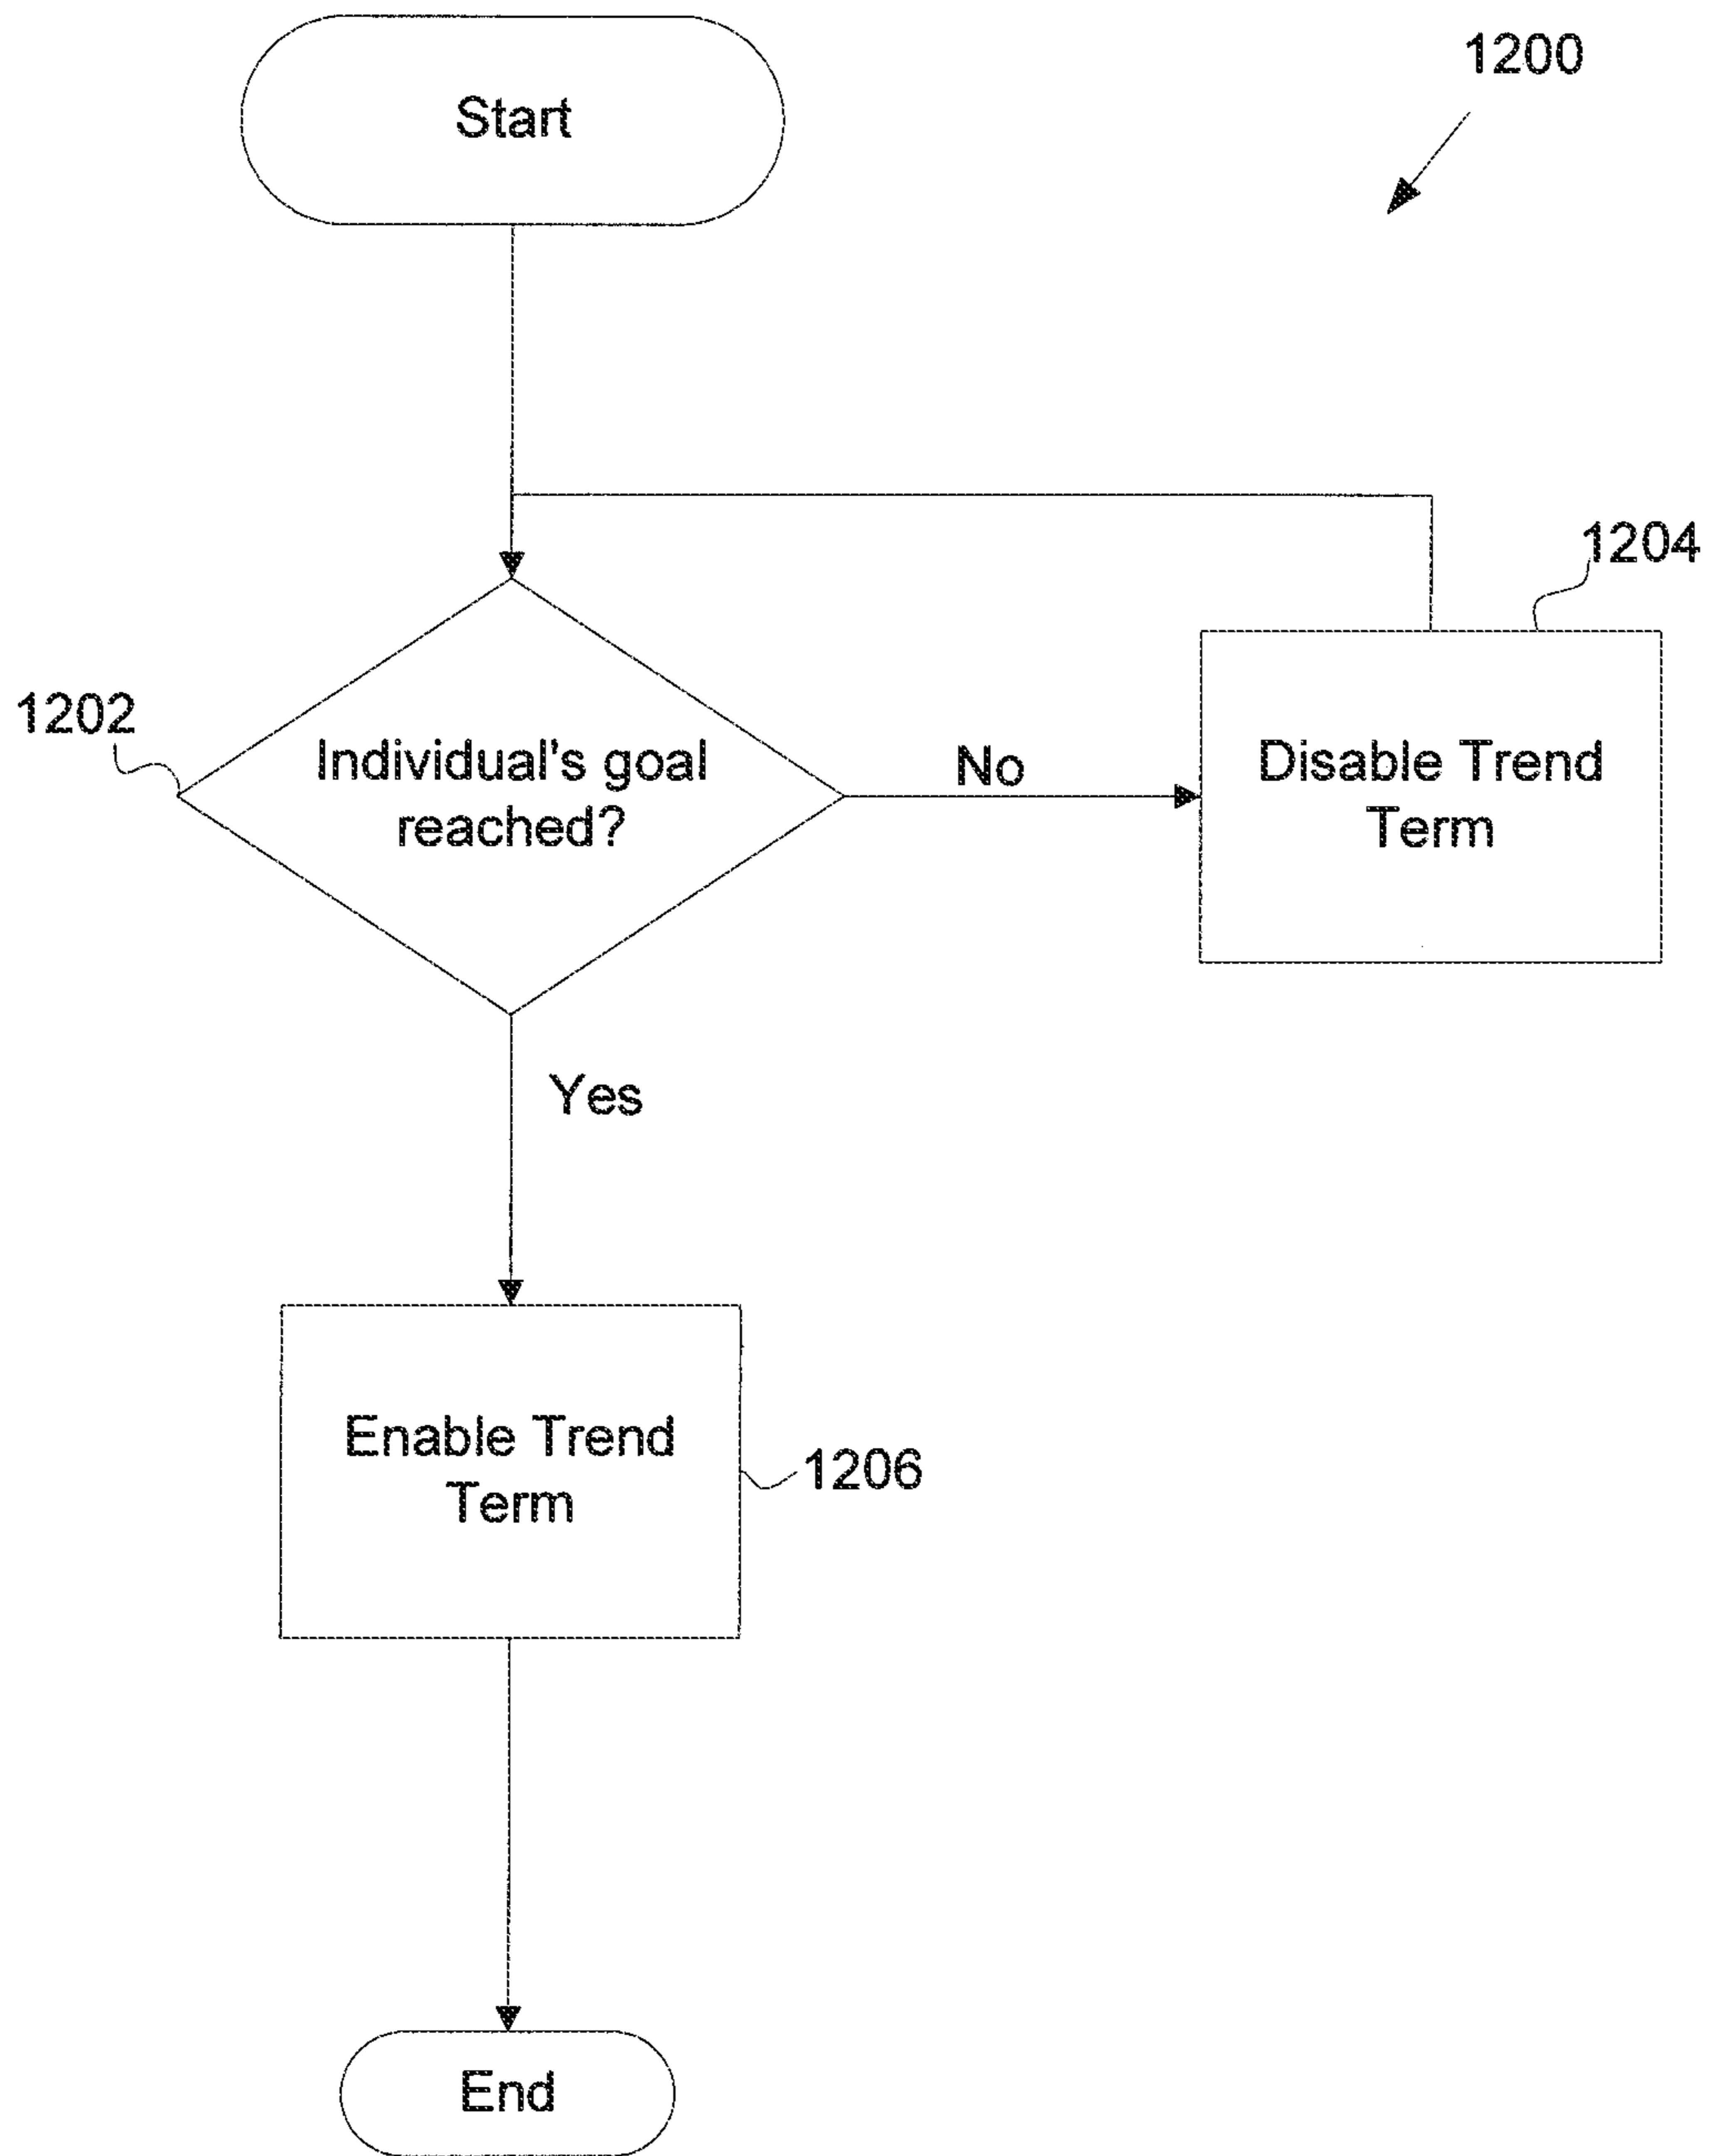 Start
1200
1204
1202
Individual's goal
reached?
No
Disable Trend
Term
Yes
Enable Trend
Term
1206
End